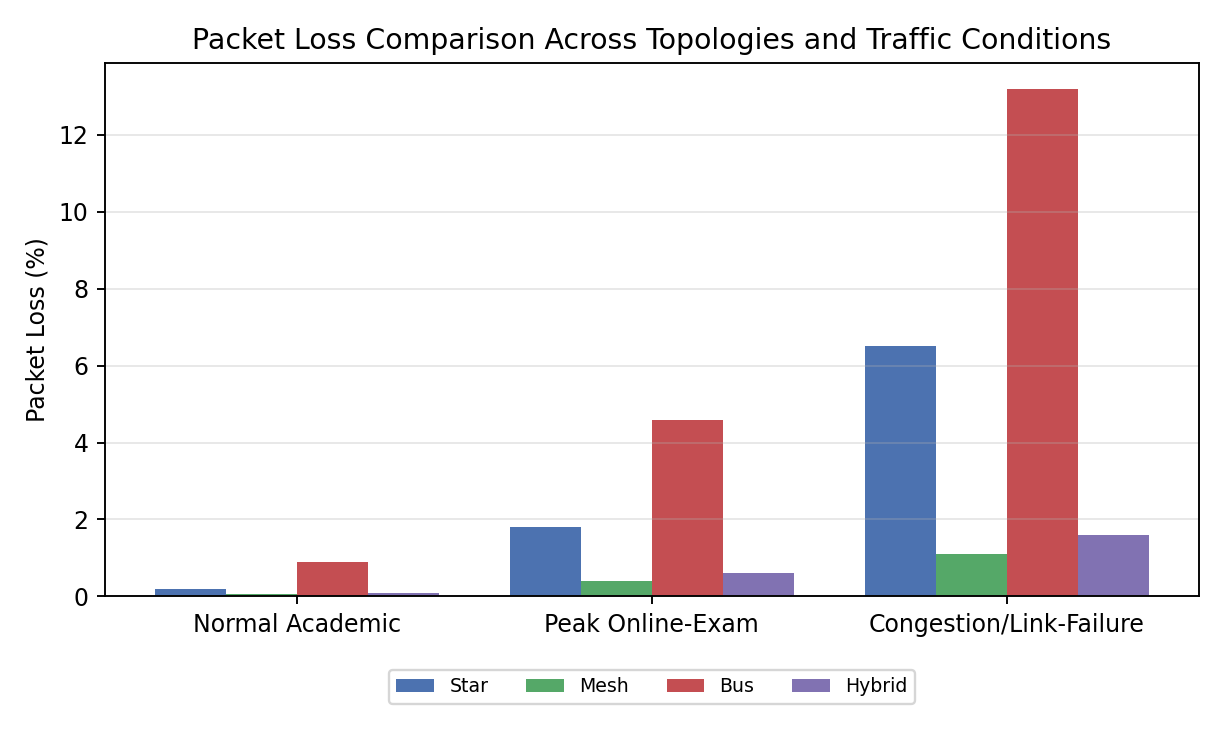 Packet Loss Comparison Across Topologies and Traffic Conditions
Packet Loss (%)
12
10
8
6
4
2
0
Normal Academic
Peak Online-Exam
Congestion/Link-Failure
Star
Mesh
Bus
Hybrid